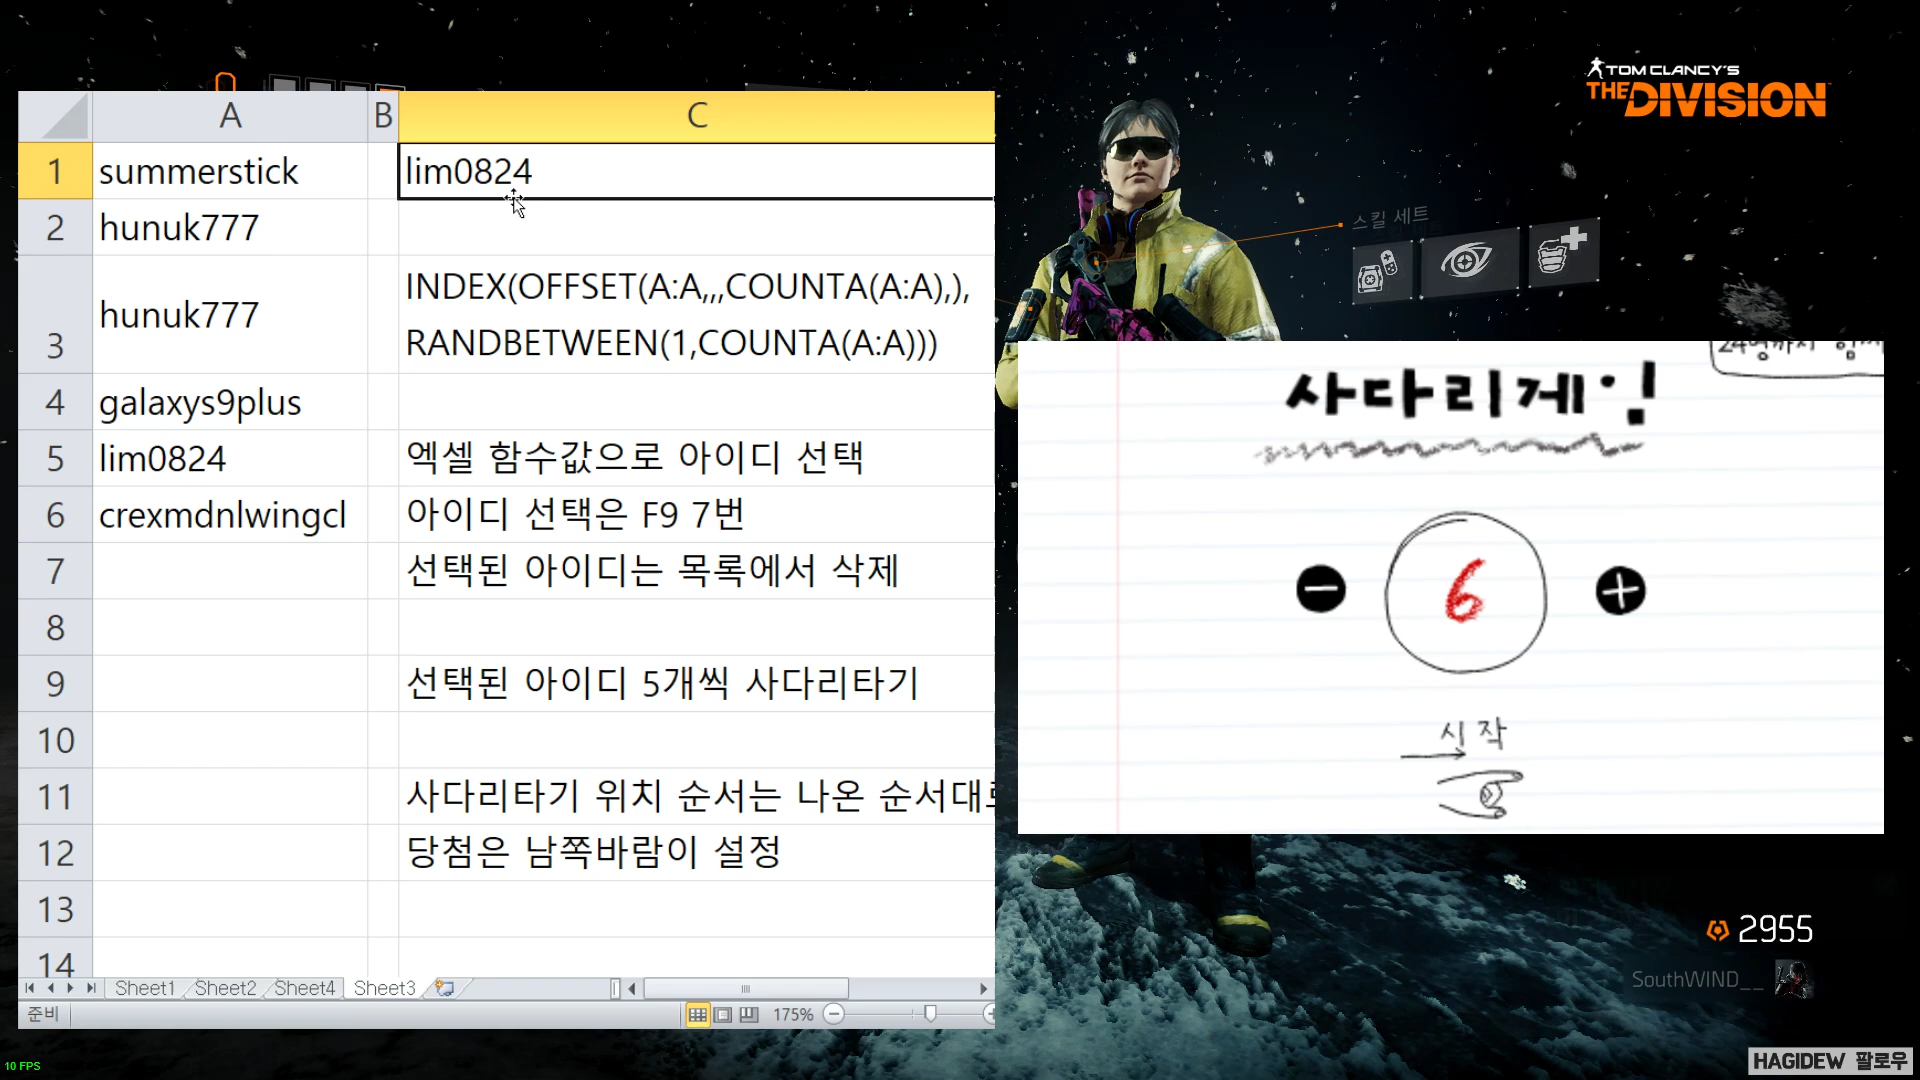 A B C
1 summerstick lim0824
2 hunuk777
3 hunuk777 INDEX(OFFSET(A:A,,,COUNTA(A:A),),
RANDBETWEEN(1,COUNTA(A:A)))
4 galaxys9plus
5 lim0824 엑셀 함수값으로 아이디 선택
6 crexmdnlwingcl 아이디 선택은 F9 7번
7 선택된 아이디는 목록에서 삭제
8
9 선택된 아이디 5개씩 사다리타기
10
11 사다리타기 위치 순서는 나온 순서대로
12 당첨은 남쪽바람이 설정
13
14
Sheet1 Sheet2 Sheet4 Sheet3
준비 175%
10 FPS
TOM CLANCY'S
THE DIVISION
스킬 세트
사다리게임
6
시작
2955
SouthWIND__
HAGIDEW 팔로우